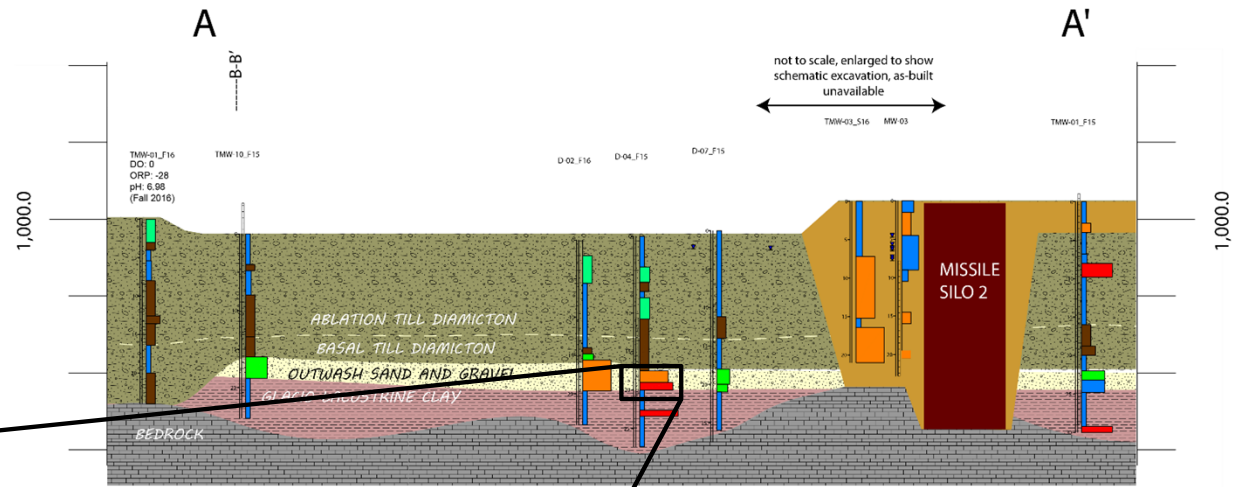 A
A'
-------B-B'
not to scale, enlarged to show
schematic excavation, as-built
unavailable
TMW-03_S16
MW-03
TMW-01_F15
TMW-01_F16
DO: 0
ORP: -28
pH: 6.98
(Fall 2016)
TMW-10_F15
D-02_F16
D-04_F15
D-07_F15
1,000.0
1,000.0
MISSILE
SILO 2
ABLATION TILL DIAMICTON
BASAL TILL DIAMICTON
OUTWASH SAND AND GRAVEL
CLAY
BEDROCK